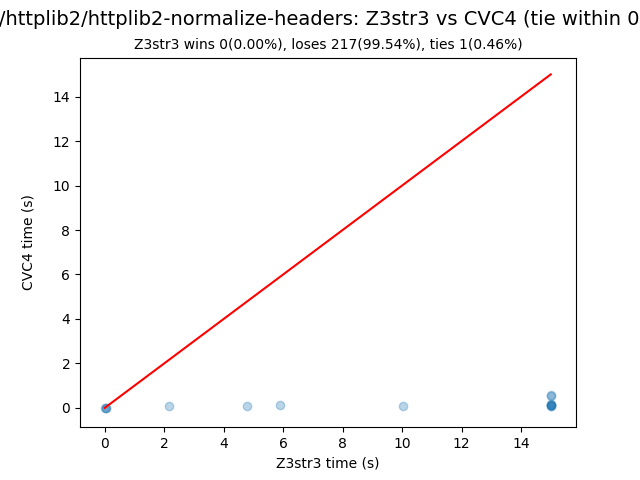 /httplib2/httplib2-normalize-headers: Z3str3 vs CVC4 (tie within 0
Z3str3 wins 0(0.00%), loses 217(99.54%), ties 1(0.46%)
14
12
10
8
6
4
2
0
CVC4 time (s)
0 2 4 6 8 10 12 14
Z3str3 time (s)